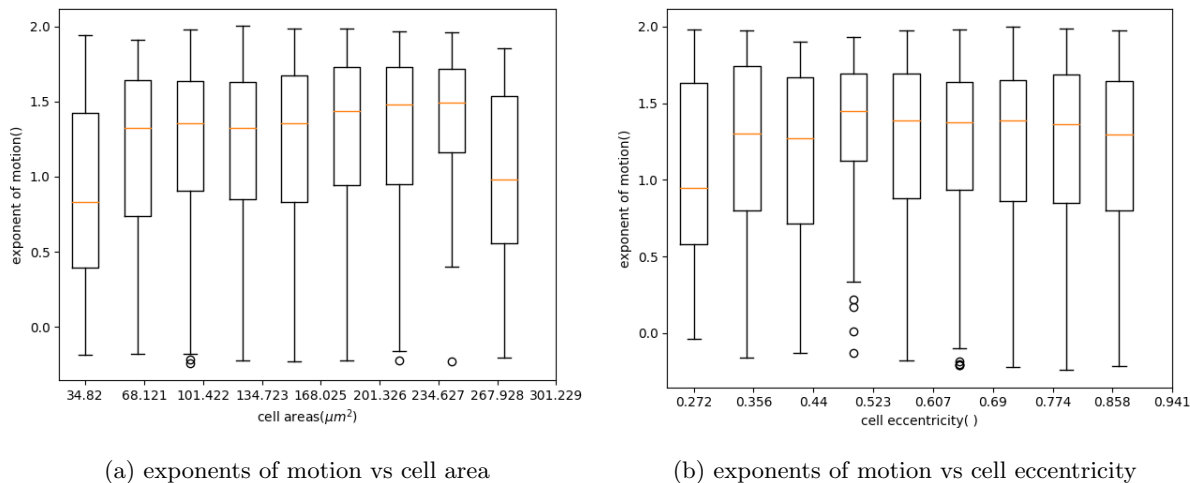 2.0
1.5
1.0
0.5
0.0
exponent of motion()
34.82 68.121 101.422 134.723 168.025 201.326 234.627 267.928 301.229
cell areas(μm²)
(a) exponents of motion vs cell area
2.0
1.5
1.0
0.5
0.0
exponent of motion()
0.272 0.356 0.44 0.523 0.607 0.69 0.774 0.858 0.941
cell eccentricity( )
(b) exponents of motion vs cell eccentricity